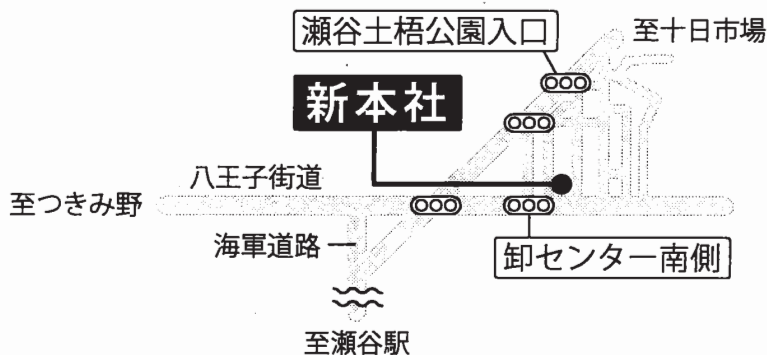 瀬谷土梧公園入口
至十日市場
新本社
八王子街道
至つきみ野
海軍道路
卸センター南側
至瀬谷駅